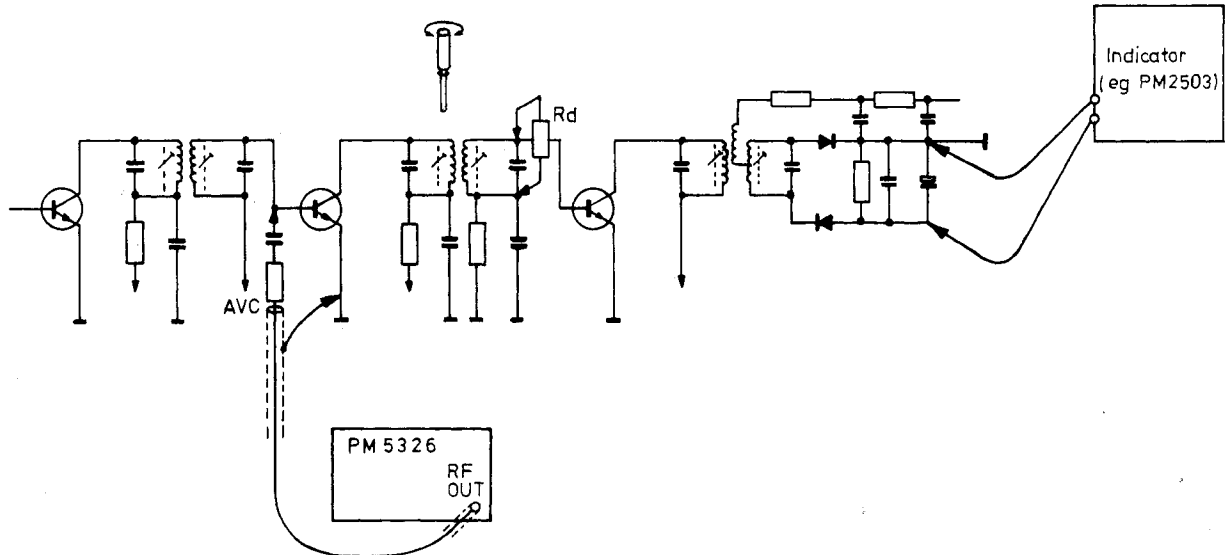 Indicator
(eg PM2503)
Rd
AVC
PM 5326
RF
OUT